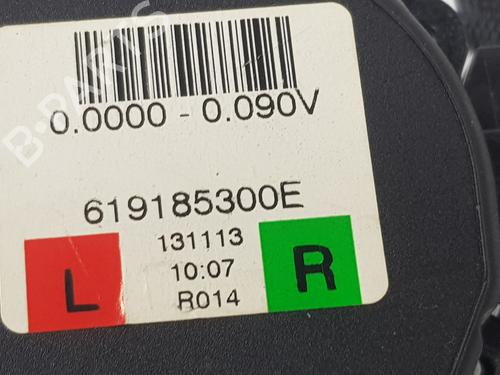 B-PARTS
0.0000 - 0.090V
619185300E
131113
10:07
R014
L
R